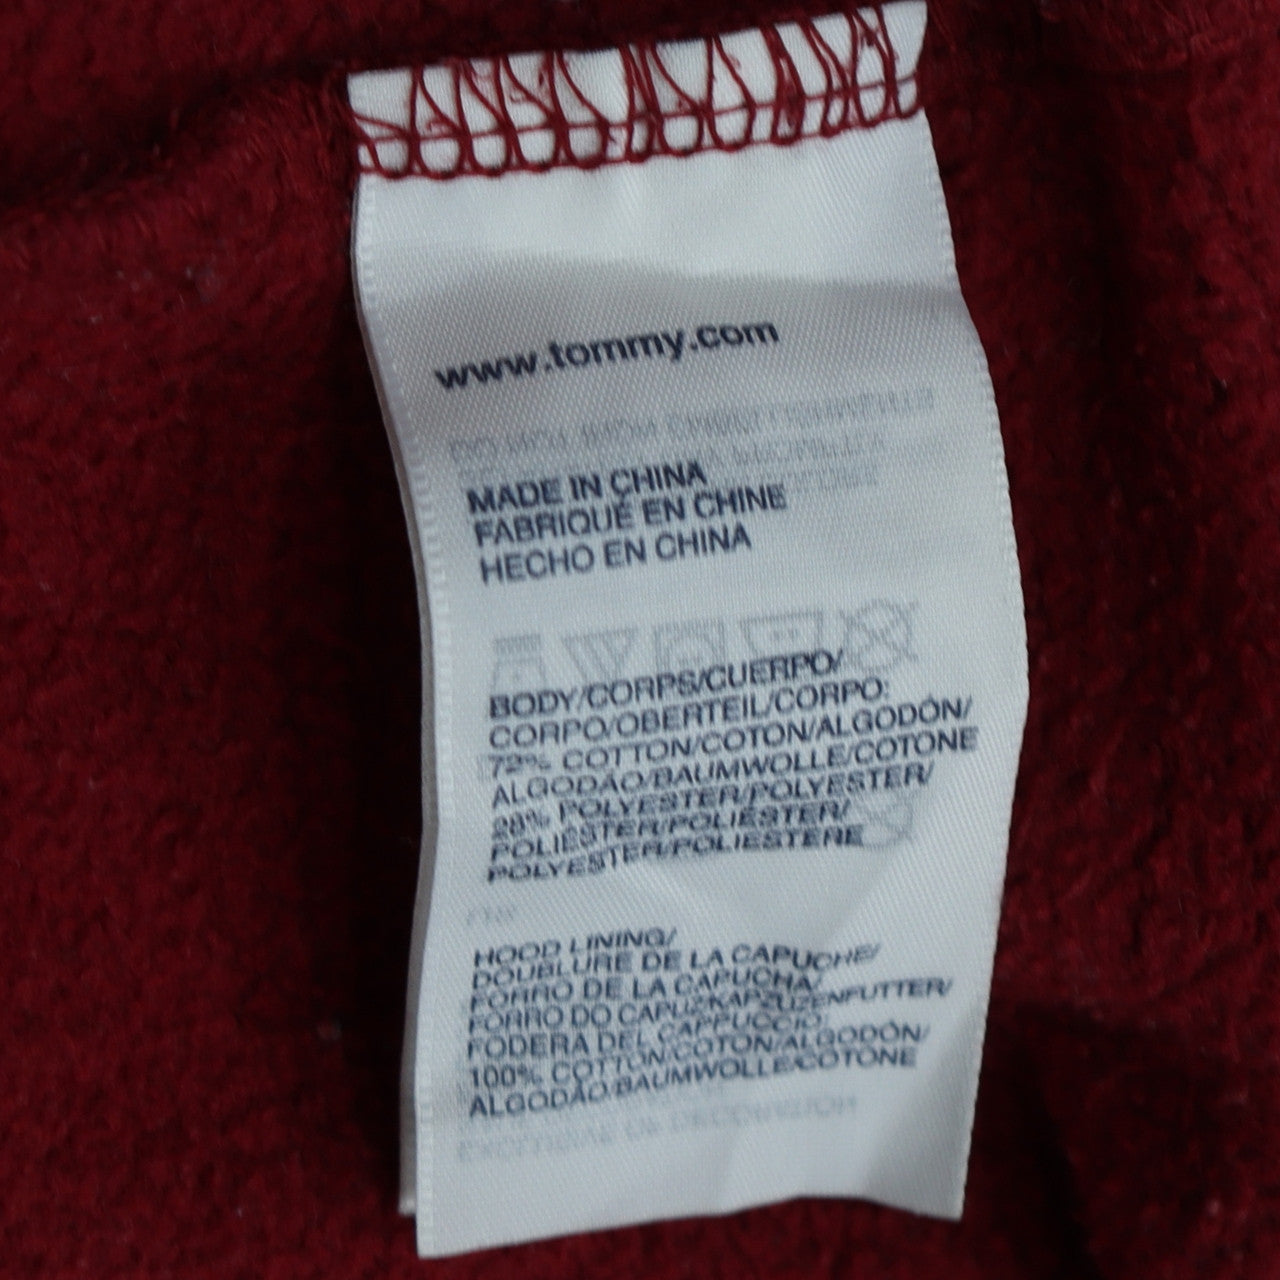 www.tommy.com
MADE IN CHINA
FABRIQUÉ EN CHINE
HECHO EN CHINA
BODY/CORPS/CUERPO/
CORPO/OBERTEIL/CORPO:
72% COTTON/COTON/ALGODÓN/
ALGODÃO/BAUMWOLLE/COTONE
28% POLYESTER/POLYESTER/
POLIÉSTER/POLIÉSTER/
POLYESTER/POLIESTERE
HOOD LINING/
DOUBLURE DE LA CAPUCHE/
FORRO DE LA CAPUCHA/
FORRO DO CAPUZ/KAPZUZENFUTTER/
FODERA DEL CAPPUCCIO:
100% COTTON/COTON/ALGODÓN/
ALGODÃO/BAUMWOLLE/COTONE